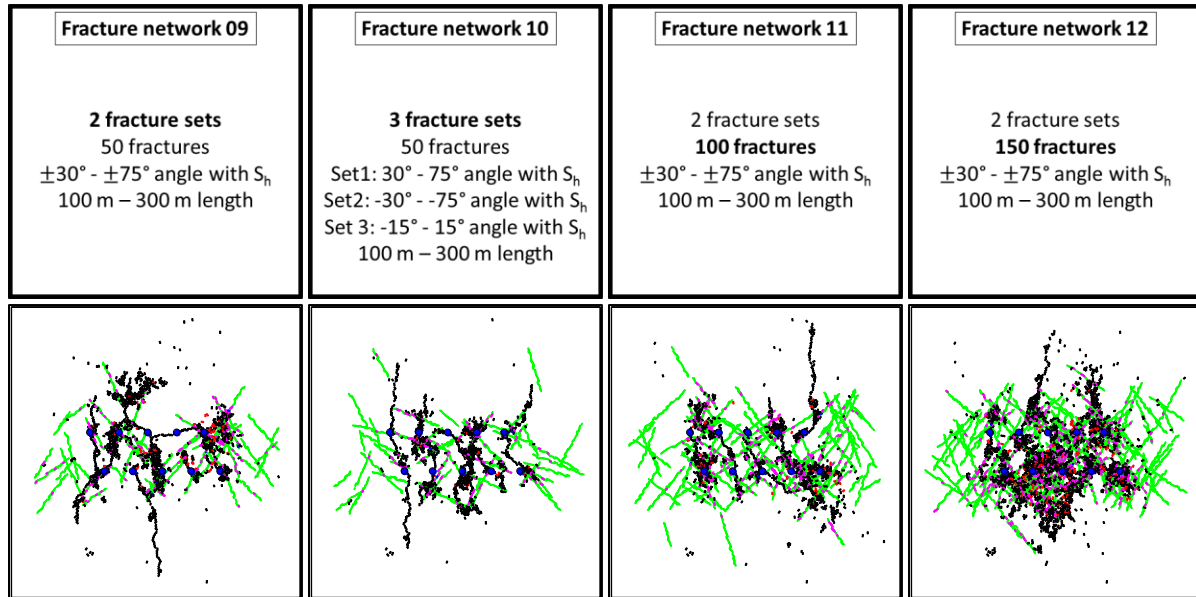 Fracture network 09
2 fracture sets
50 fractures
±30° - ±75° angle with Sh
100 m – 300 m length
Fracture network 10
3 fracture sets
50 fractures
Set1: 30° - 75° angle with Sh
Set2: -30° - -75° angle with Sh
Set 3: -15° - 15° angle with Sh
100 m – 300 m length
Fracture network 11
2 fracture sets
100 fractures
±30° - ±75° angle with Sh
100 m – 300 m length
Fracture network 12
2 fracture sets
150 fractures
±30° - ±75° angle with Sh
100 m – 300 m length